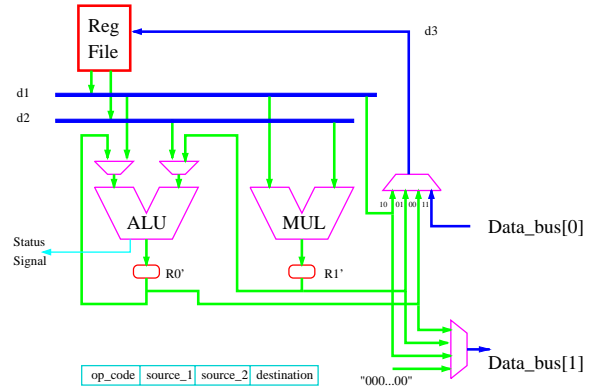 Reg
File
d3
d1
d2
10 01 00 11
ALU
MUL
Data_bus[0]
Status
Signal
R0'
R1'
Data_bus[1]
op_code source_1 source_2 destination
"000...00"